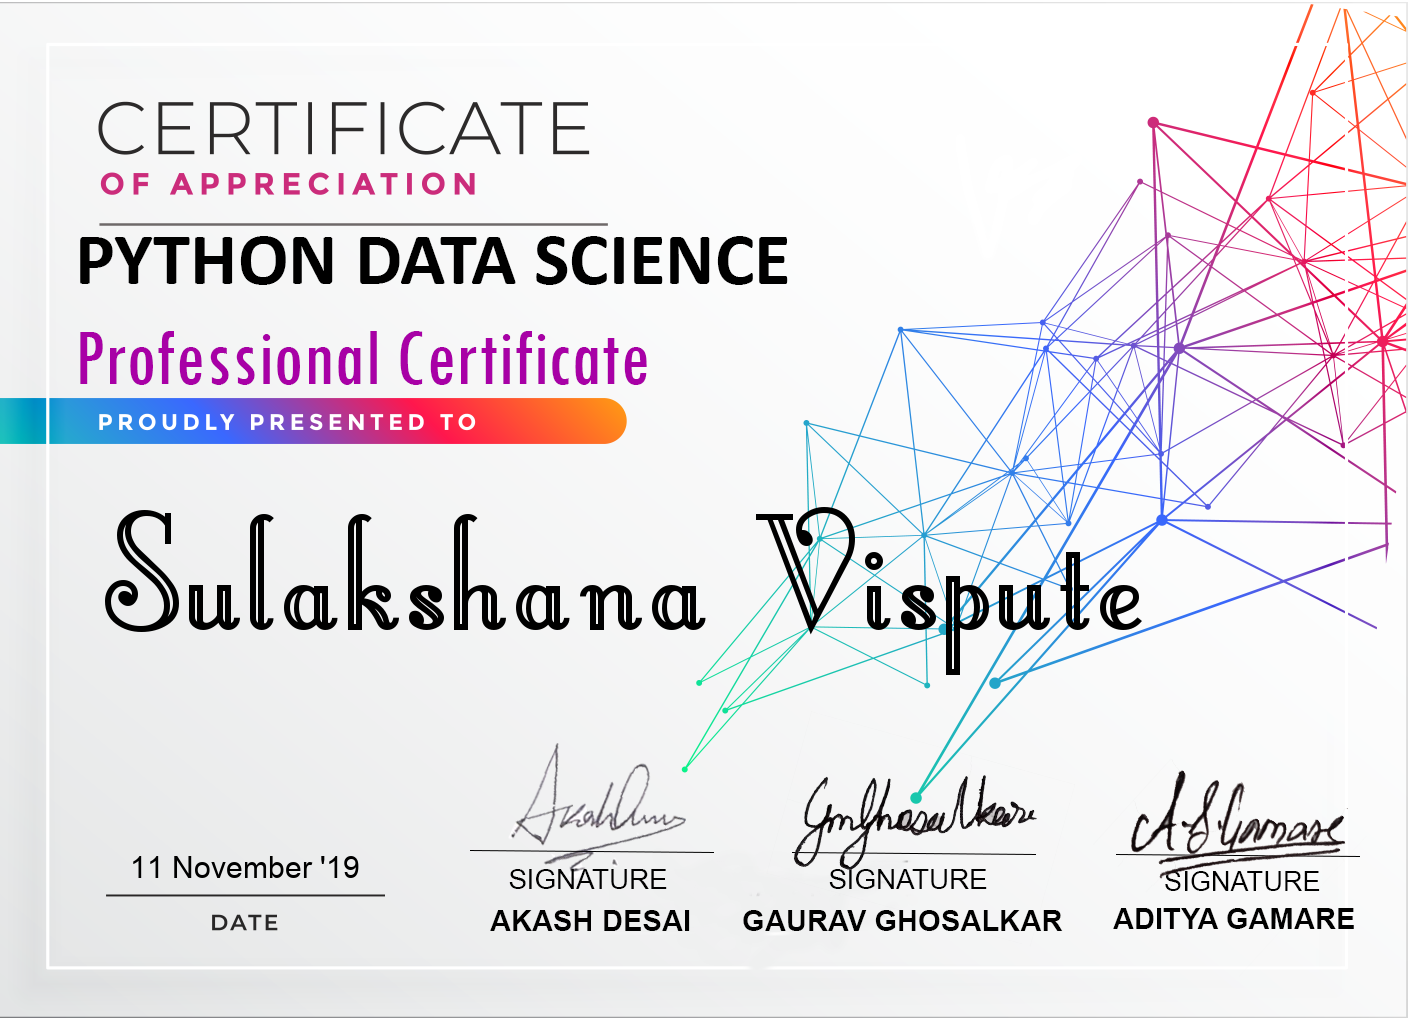 CERTIFICATE
OF APPRECIATION
PYTHON DATA SCIENCE
Professional Certificate
PROUDLY PRESENTED TO
Sulakshana Vispute
11 November '19
DATE
Akash
SIGNATURE
AKASH DESAI
GmGhosalkar
SIGNATURE
GAURAV GHOSALKAR
A.S.Gamare
SIGNATURE
ADITYA GAMARE